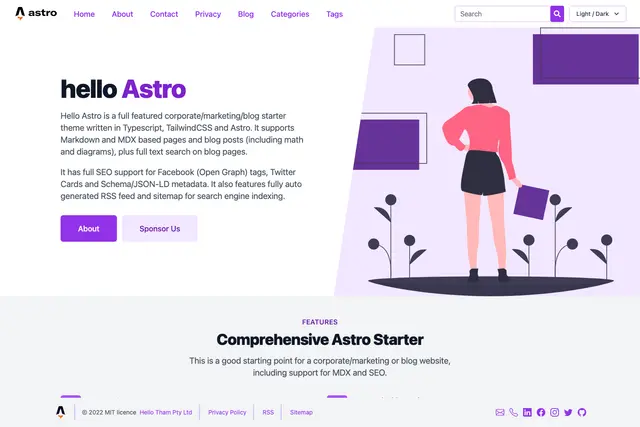 astro
Home
About
Contact
Privacy
Blog
Categories
Tags
Search
Light / Dark
hello Astro
Hello Astro is a full featured corporate/marketing/blog starter
theme written in Typescript, TailwindCSS and Astro. It supports
Markdown and MDX based pages and blog posts (including math
and diagrams), plus full text search on blog pages.
It has full SEO support for Facebook (Open Graph) tags, Twitter
Cards and Schema/JSON-LD metadata. It also features fully auto
generated RSS feed and sitemap for search engine indexing.
About
Sponsor Us
FEATURES
Comprehensive Astro Starter
This is a good starting point for a corporate/marketing or blog website,
including support for MDX and SEO.
© 2022 MIT licence Hello Tham Pty Ltd
Privacy Policy
RSS
Sitemap